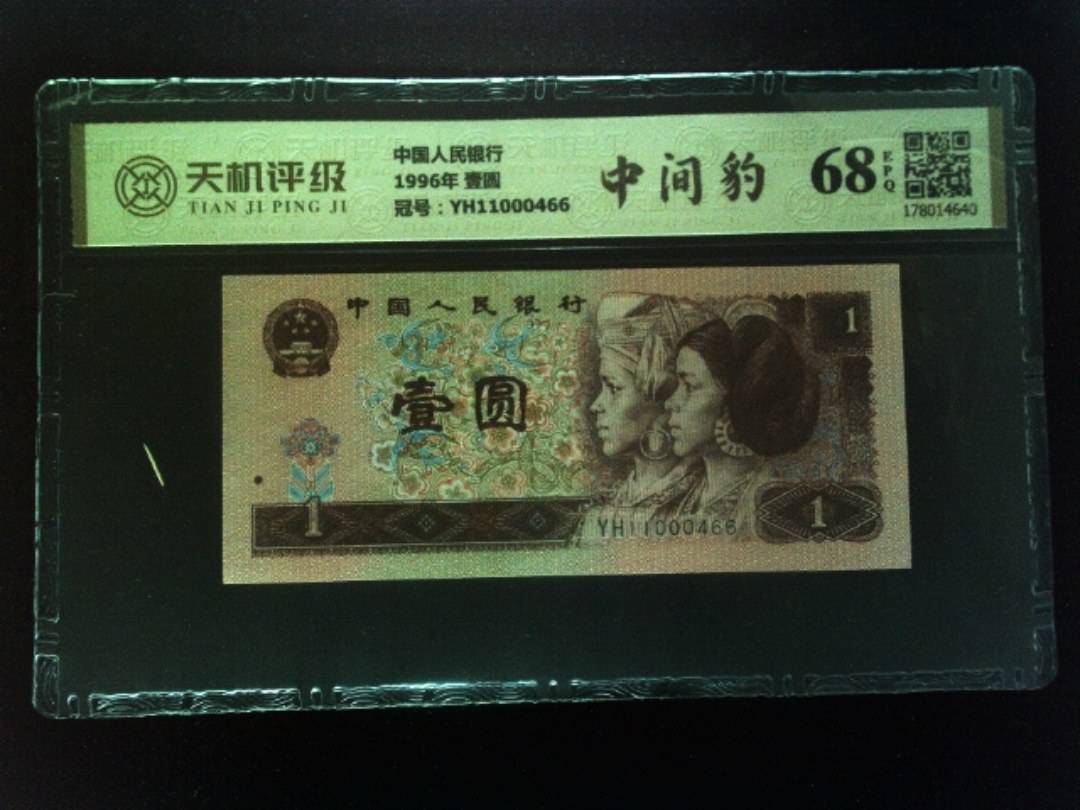 天机评级
TIAN JI PING JI
中国人民银行
1996年 壹圆
冠号：YH11000466
中间豹
68
EPQ
178014640
中国人民银行
1
壹圆
1
YH11000466
1